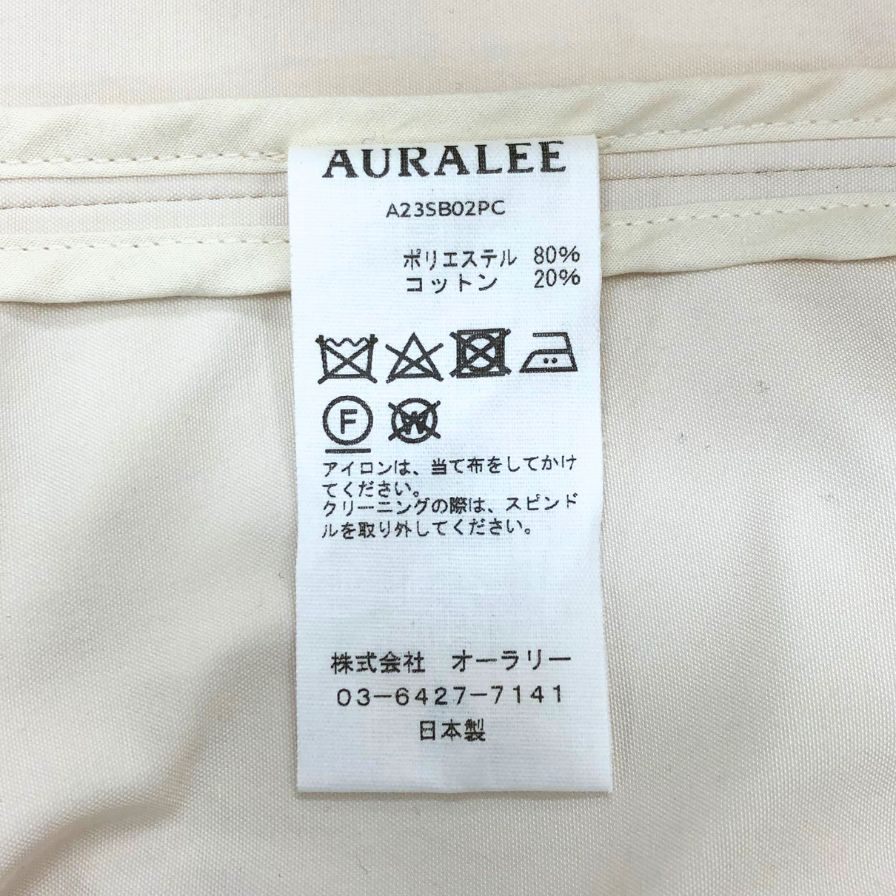 AURALEE
A23SB02PC
ポリエステル 80%
コットン 20%
F
W
アイロンは、当て布をしてかけ
てください。
クリーニングの際は、スピンド
ルを取り外してください。
株式会社 オーラリー
03-6427-7141
日本製